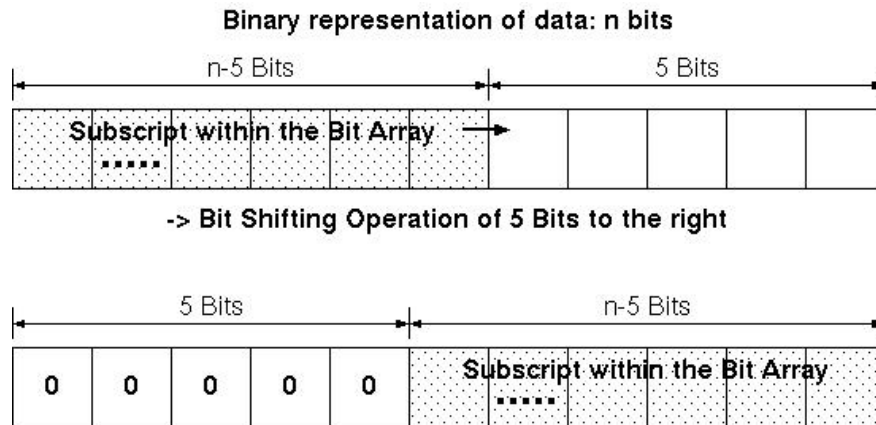 Binary representation of data: n bits
n-5 Bits 5 Bits
Subscript within the Bit Array
.....
-> Bit Shifting Operation of 5 Bits to the right
5 Bits n-5 Bits
0 0 0 0 0 Subscript within the Bit Array
.....